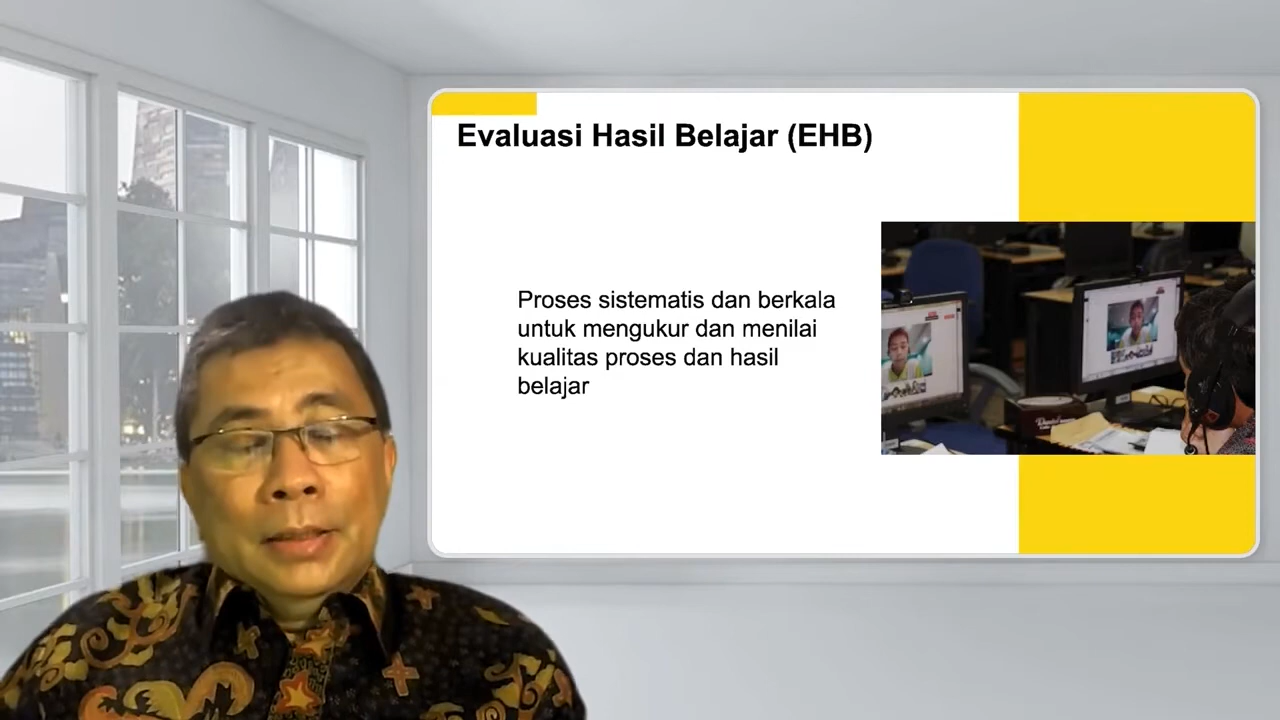 Evaluasi Hasil Belajar (EHB)
Proses sistematis dan berkala
untuk mengukur dan menilai
kualitas proses dan hasil
belajar